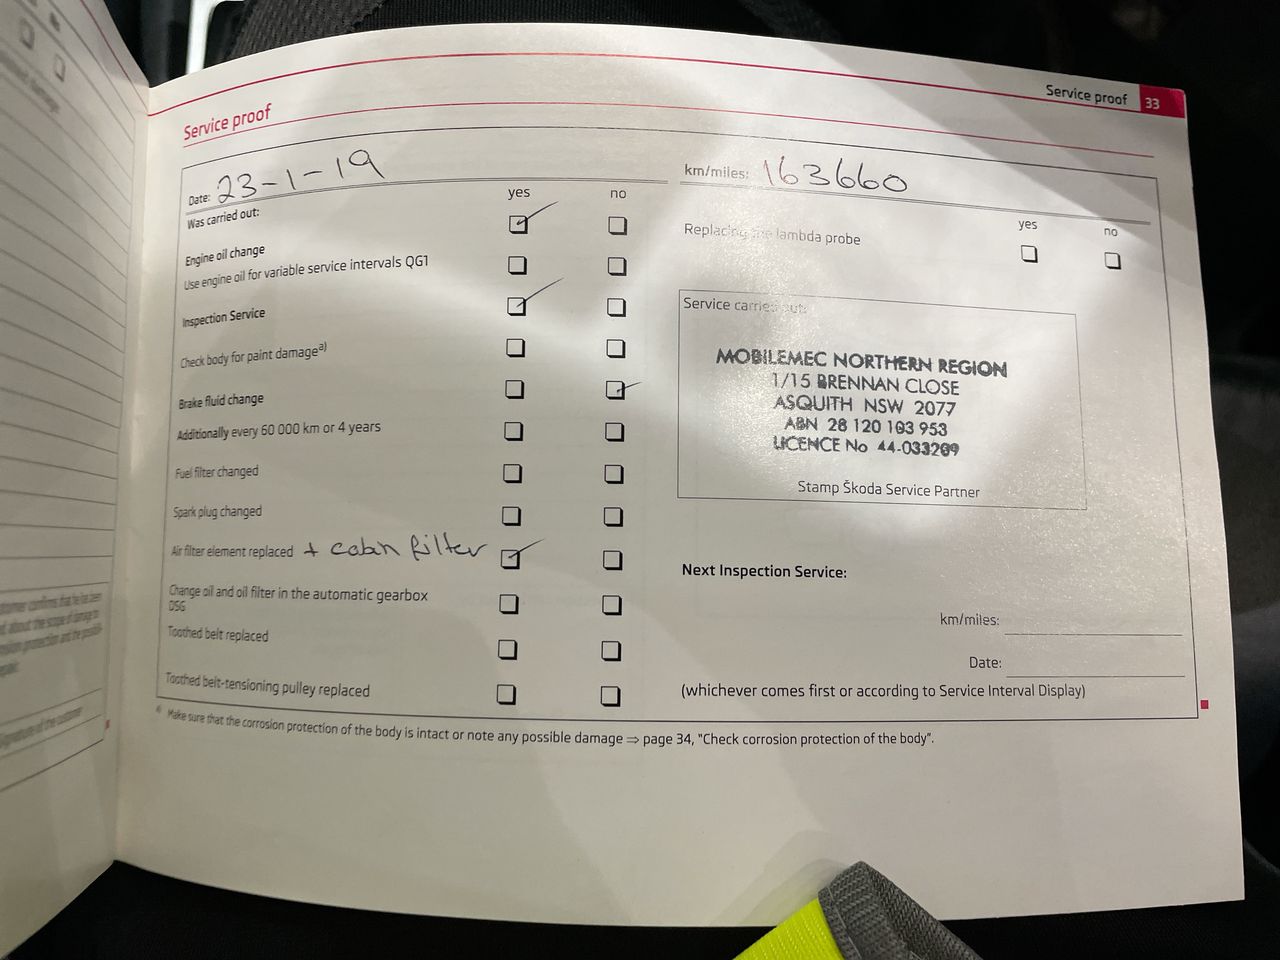 Service proof 33
Service proof
Date: 23-1-19
km/miles: 163660
Was carried out:
yes no
Engine oil change
Use engine oil for variable service intervals QG1
Inspection Service
Check body for paint damage a)
Brake fluid change
Additionally every 60 000 km or 4 years
Fuel filter changed
Spark plug changed
Air filter element replaced + cabin filter
Change oil and oil filter in the automatic gearbox
DSG
Toothed belt replaced
Toothed belt-tensioning pulley replaced
yes no
Replacing the lambda probe
Service carried out:
MOBILEMEC NORTHERN REGION
1/15 BRENNAN CLOSE
ASQUITH NSW 2077
ABN 28 120 103 953
LICENCE No 44-033209
Stamp Škoda Service Partner
Next Inspection Service:
km/miles:
Date:
(whichever comes first or according to Service Interval Display)
a) Make sure that the corrosion protection of the body is intact or note any possible damage ⇒ page 34, "Check corrosion protection of the body".